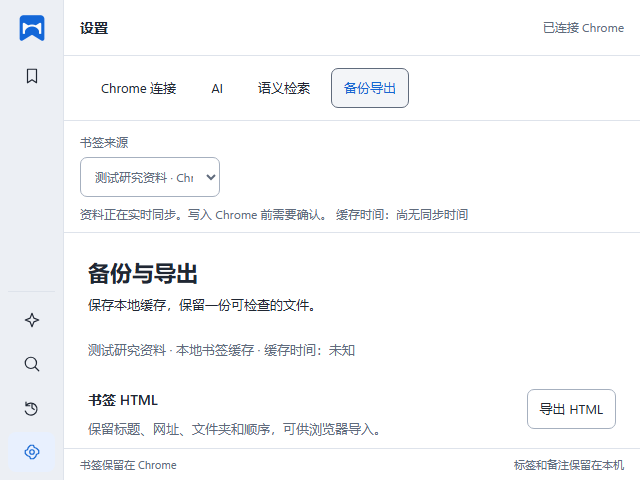 设置
已连接 Chrome
Chrome 连接
AI
语义检索
备份导出
书签来源
测试研究资料 · Chr
资料正在实时同步。写入 Chrome 前需要确认。 缓存时间：尚无同步时间
备份与导出
保存本地缓存，保留一份可检查的文件。
测试研究资料 · 本地书签缓存 · 缓存时间：未知
书签 HTML
导出 HTML
保留标题、网址、文件夹和顺序，可供浏览器导入。
书签保留在 Chrome
标签和备注保留在本机